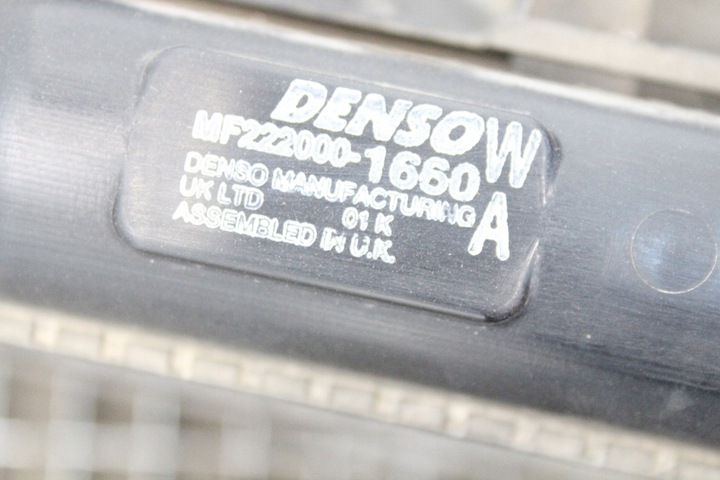 DENSO W
MF222000-1660
DENSO MANUFACTURING A
UK LTD 01 K
ASSEMBLED IN U.K.